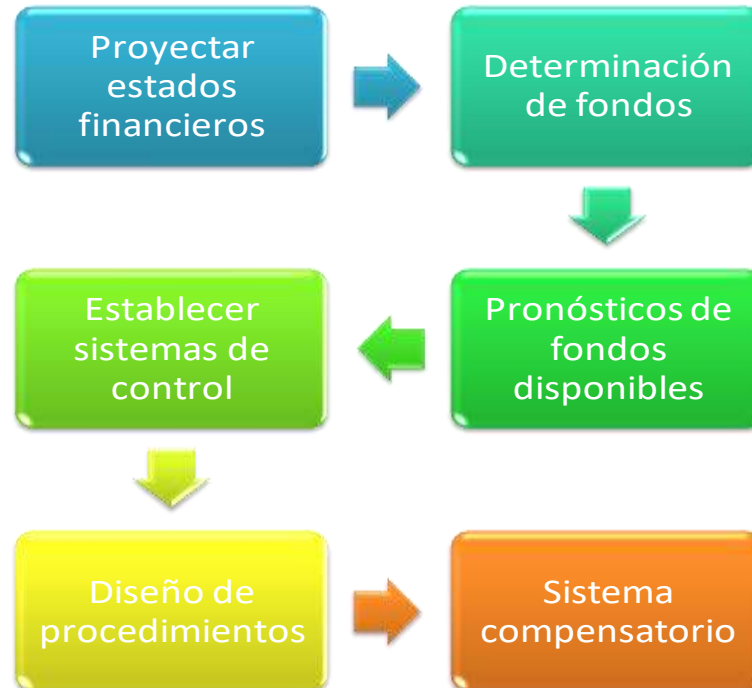 Proyectar
estados
financieros
Determinación
de fondos
Pronósticos de
fondos
disponibles
Establecer
sistemas de
control
Diseño de
procedimientos
Sistema
compensatorio